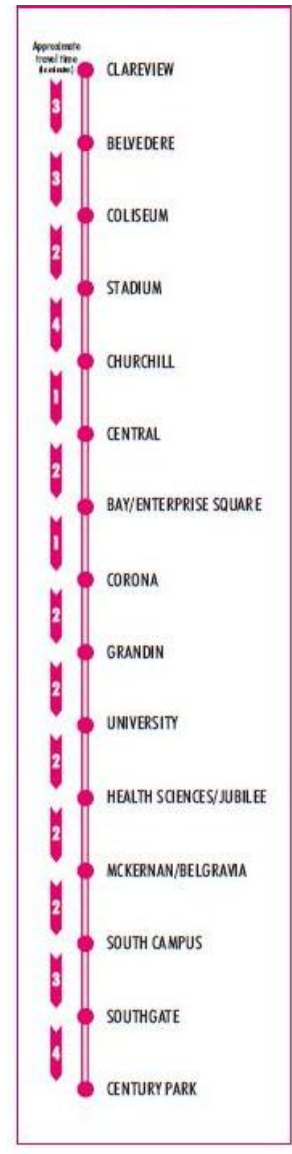 Approximate
travel time
(in minutes)
CLAREVIEW
3
BELVEDERE
3
COLISEUM
2
STADIUM
4
CHURCHILL
1
CENTRAL
2
BAY/ENTERPRISE SQUARE
1
CORONA
2
GRANDIN
2
UNIVERSITY
2
HEALTH SCIENCES/JUBILEE
2
MCKERNAN/BELGRAVIA
2
SOUTH CAMPUS
3
SOUTHGATE
4
CENTURY PARK